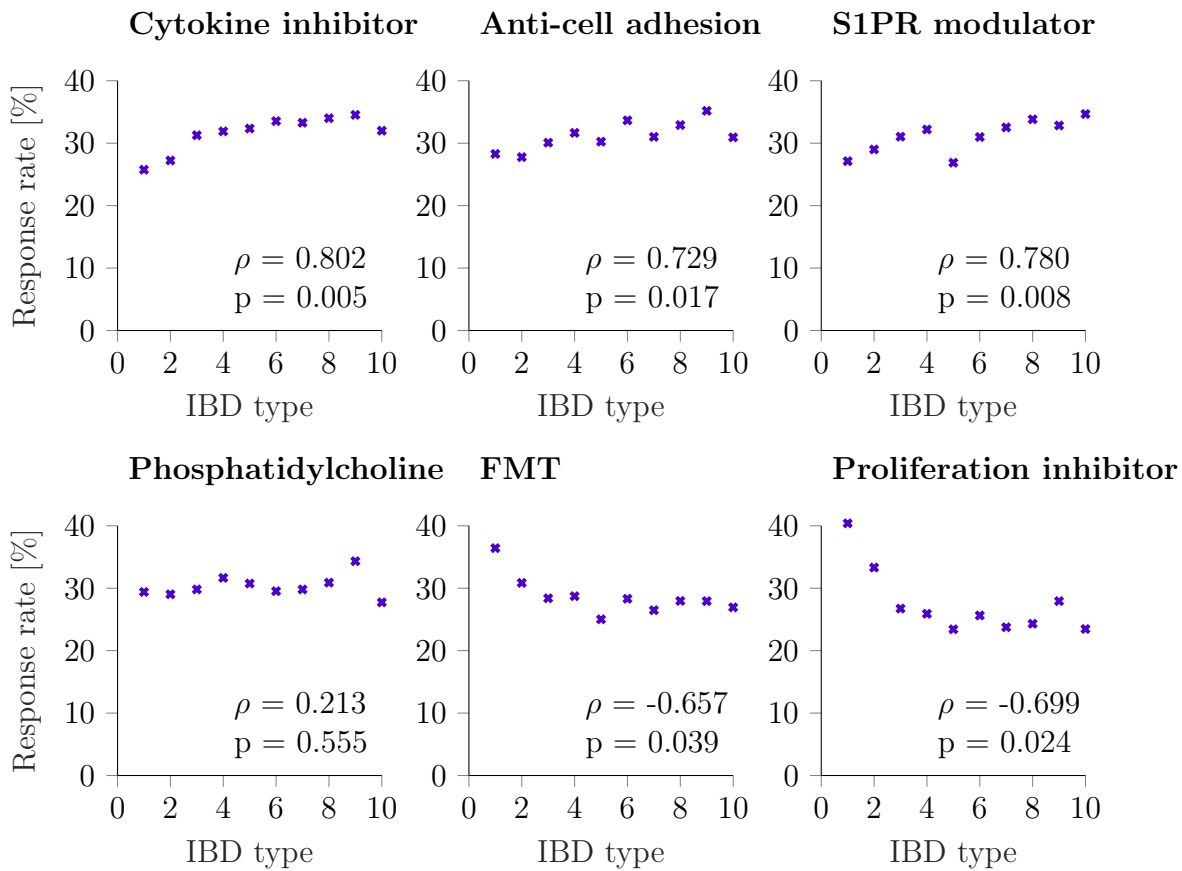 Cytokine inhibitor
Response rate [%]
40
30
20
10
0
ρ = 0.802
p = 0.005
0 2 4 6 8 10
IBD type
Anti-cell adhesion
40
30
20
10
0
ρ = 0.729
p = 0.017
0 2 4 6 8 10
IBD type
S1PR modulator
40
30
20
10
0
ρ = 0.780
p = 0.008
0 2 4 6 8 10
IBD type
Phosphatidylcholine
Response rate [%]
40
30
20
10
0
ρ = 0.213
p = 0.555
0 2 4 6 8 10
IBD type
FMT
40
30
20
10
0
ρ = -0.657
p = 0.039
0 2 4 6 8 10
IBD type
Proliferation inhibitor
40
30
20
10
0
ρ = -0.699
p = 0.024
0 2 4 6 8 10
IBD type